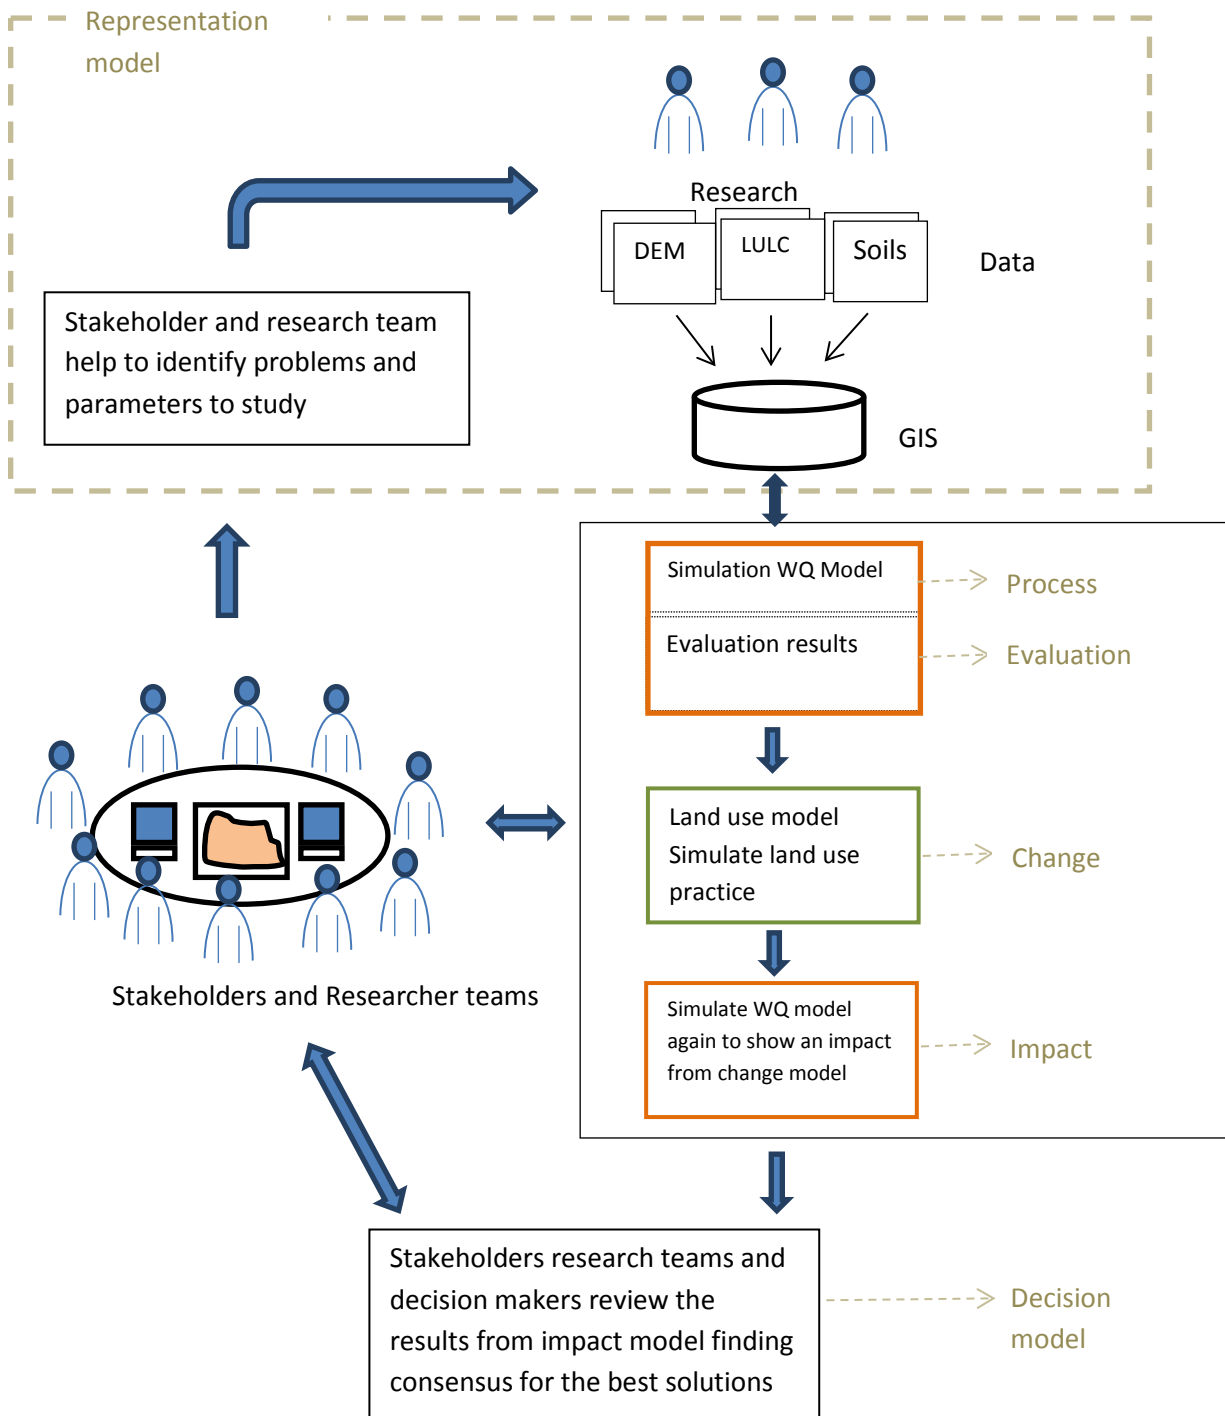 Representation
model
Research
DEM
LULC
Soils
Data
Stakeholder and research team
help to identify problems and
parameters to study
GIS
Simulation WQ Model
Process
Evaluation results
Evaluation
Land use model
Simulate land use
practice
Change
Stakeholders and Researcher teams
Simulate WQ model
again to show an impact
from change model
Impact
Stakeholders research teams and
decision makers review the
results from impact model finding
consensus for the best solutions
Decision
model